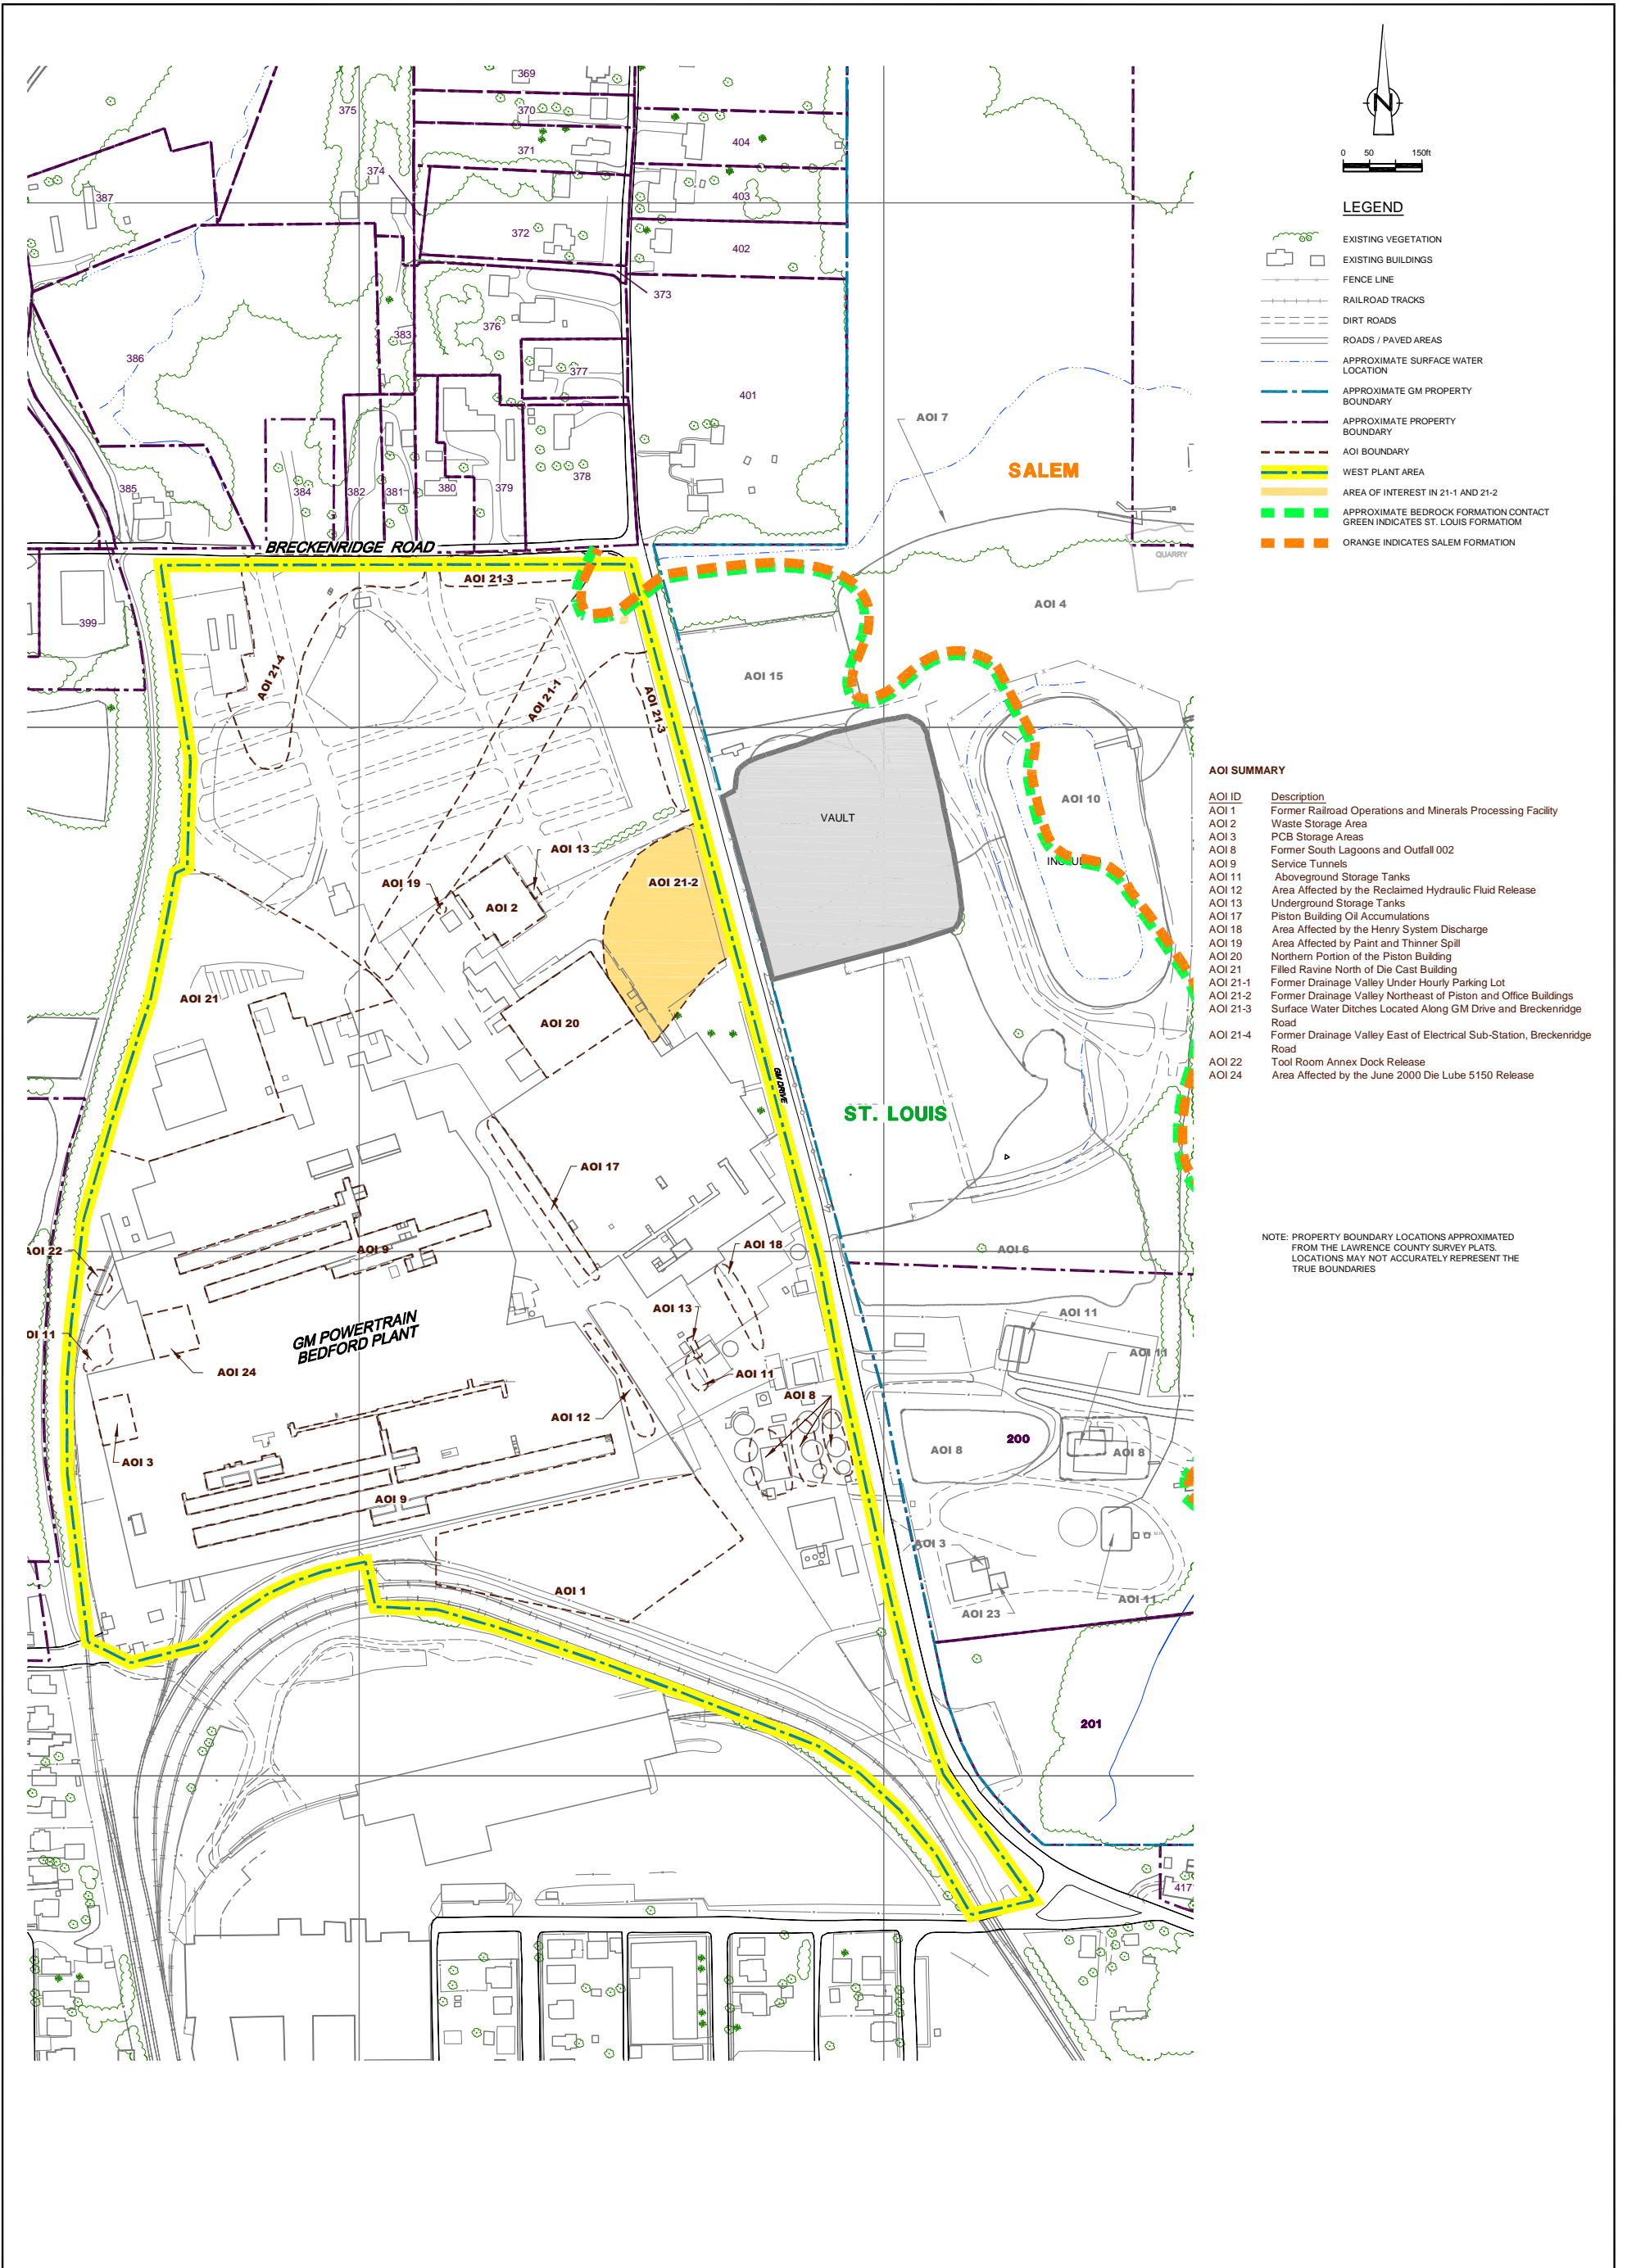 N
0 50 150ft
LEGEND
EXISTING VEGETATION
EXISTING BUILDINGS
FENCE LINE
RAILROAD TRACKS
DIRT ROADS
ROADS / PAVED AREAS
APPROXIMATE SURFACE WATER
LOCATION
APPROXIMATE GM PROPERTY
BOUNDARY
APPROXIMATE PROPERTY
BOUNDARY
AOI BOUNDARY
WEST PLANT AREA
AREA OF INTEREST IN 21-1 AND 21-2
APPROXIMATE BEDROCK FORMATION CONTACT
GREEN INDICATES ST. LOUIS FORMATIOM
ORANGE INDICATES SALEM FORMATION
369
375
370
371
404
374
387
403
372
402
373
376
383
386
377
401
AOI 7
SALEM
378
385
384
382
381
380
379
BRECKENRIDGE ROAD
QUARRY
AOI 21-3
AOI 4
399
AOI 21-4
AOI 21-1
AOI 21-3
AOI 15
AOI 10
VAULT
AOI 13
AOI 19
AOI 2
AOI 21-2
AOI 21
AOI 20
GM DRIVE
ST. LOUIS
AOI 17
AOI 22
AOI 9
AOI 18
AOI 6
AOI 13
AOI 11
OI 11
GM POWERTRAIN
BEDFORD PLANT
AOI 11
AOI 24
AOI 11
AOI 8
AOI 12
AOI 8
200
AOI 8
AOI 3
AOI 9
AOI 3
AOI 1
AOI 23
AOI 11
201
417
AOI SUMMARY
AOI ID Description
AOI 1 Former Railroad Operations and Minerals Processing Facility
AOI 2 Waste Storage Area
AOI 3 PCB Storage Areas
AOI 8 Former South Lagoons and Outfall 002
AOI 9 Service Tunnels
AOI 11 Aboveground Storage Tanks
AOI 12 Area Affected by the Reclaimed Hydraulic Fluid Release
AOI 13 Underground Storage Tanks
AOI 17 Piston Building Oil Accumulations
AOI 18 Area Affected by the Henry System Discharge
AOI 19 Area Affected by Paint and Thinner Spill
AOI 20 Northern Portion of the Piston Building
AOI 21 Filled Ravine North of Die Cast Building
AOI 21-1 Former Drainage Valley Under Hourly Parking Lot
AOI 21-2 Former Drainage Valley Northeast of Piston and Office Buildings
AOI 21-3 Surface Water Ditches Located Along GM Drive and Breckenridge
Road
AOI 21-4 Former Drainage Valley East of Electrical Sub-Station, Breckenridge
Road
AOI 22 Tool Room Annex Dock Release
AOI 24 Area Affected by the June 2000 Die Lube 5150 Release
NOTE: PROPERTY BOUNDARY LOCATIONS APPROXIMATED
FROM THE LAWRENCE COUNTY SURVEY PLATS.
LOCATIONS MAY NOT ACCURATELY REPRESENT THE
TRUE BOUNDARIES